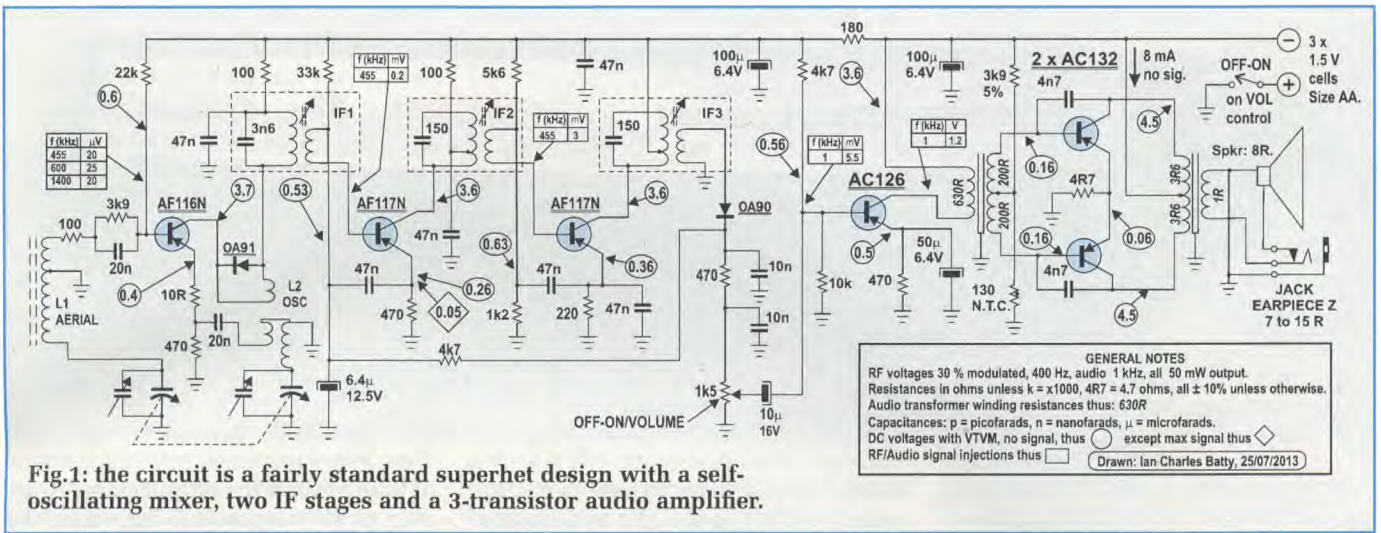 180
100µ
6.4V
100µ
6.4V
2 x AC132
8 mA
no sig.
3 x
1.5 V
cells
Size AA.
OFF-ON
on VOL
control
22k
100
33k
f (kHz) mV
455 0.2
100
5k6
47n
4k7
3.6
3k9
5%
4n7
4.5
0.6
IF1
IF2
IF3
3n6
47n
150
f (kHz) mV
455 3
150
f (kHz) mV
1 5.5
f (kHz) V
1 1.2
0.56
Spkr: 8R.
f (kHz) µV
455 20
600 25
1400 20
3.7
0.53
3.6
3.6
AC126
630R
200R
200R
0.16
4R7
3R6
3R6
1R
3k9
100
20n
AF116N
AF117N
AF117N
OA90
OA91
47n
0.63
0.36
0.5
50µ
6.4V
0.16
0.06
4n7
4.5
0.4
10R
L2
OSC
47n
0.26
0.05
470
47n
1k2
220
47n
470
10n
10n
10k
470
130
N.T.C.
JACK
EARPIECE Z
7 to 15 R
L1
AERIAL
470
20n
4k7
6.4µ
12.5V
1k5
OFF-ON/VOLUME
10µ
16V
GENERAL NOTES
RF voltages 30 % modulated, 400 Hz, audio 1 kHz, all 50 mW output.
Resistances in ohms unless k = x1000, 4R7 = 4.7 ohms, all ± 10% unless otherwise.
Audio transformer winding resistances thus: 630R
Capacitances: p = picofarads, n = nanofarads, µ = microfarads.
DC voltages with VTVM, no signal, thus except max signal thus
RF/Audio signal injections thus
Drawn: Ian Charles Batty, 25/07/2013
Fig.1: the circuit is a fairly standard superhet design with a self-
oscillating mixer, two IF stages and a 3-transistor audio amplifier.